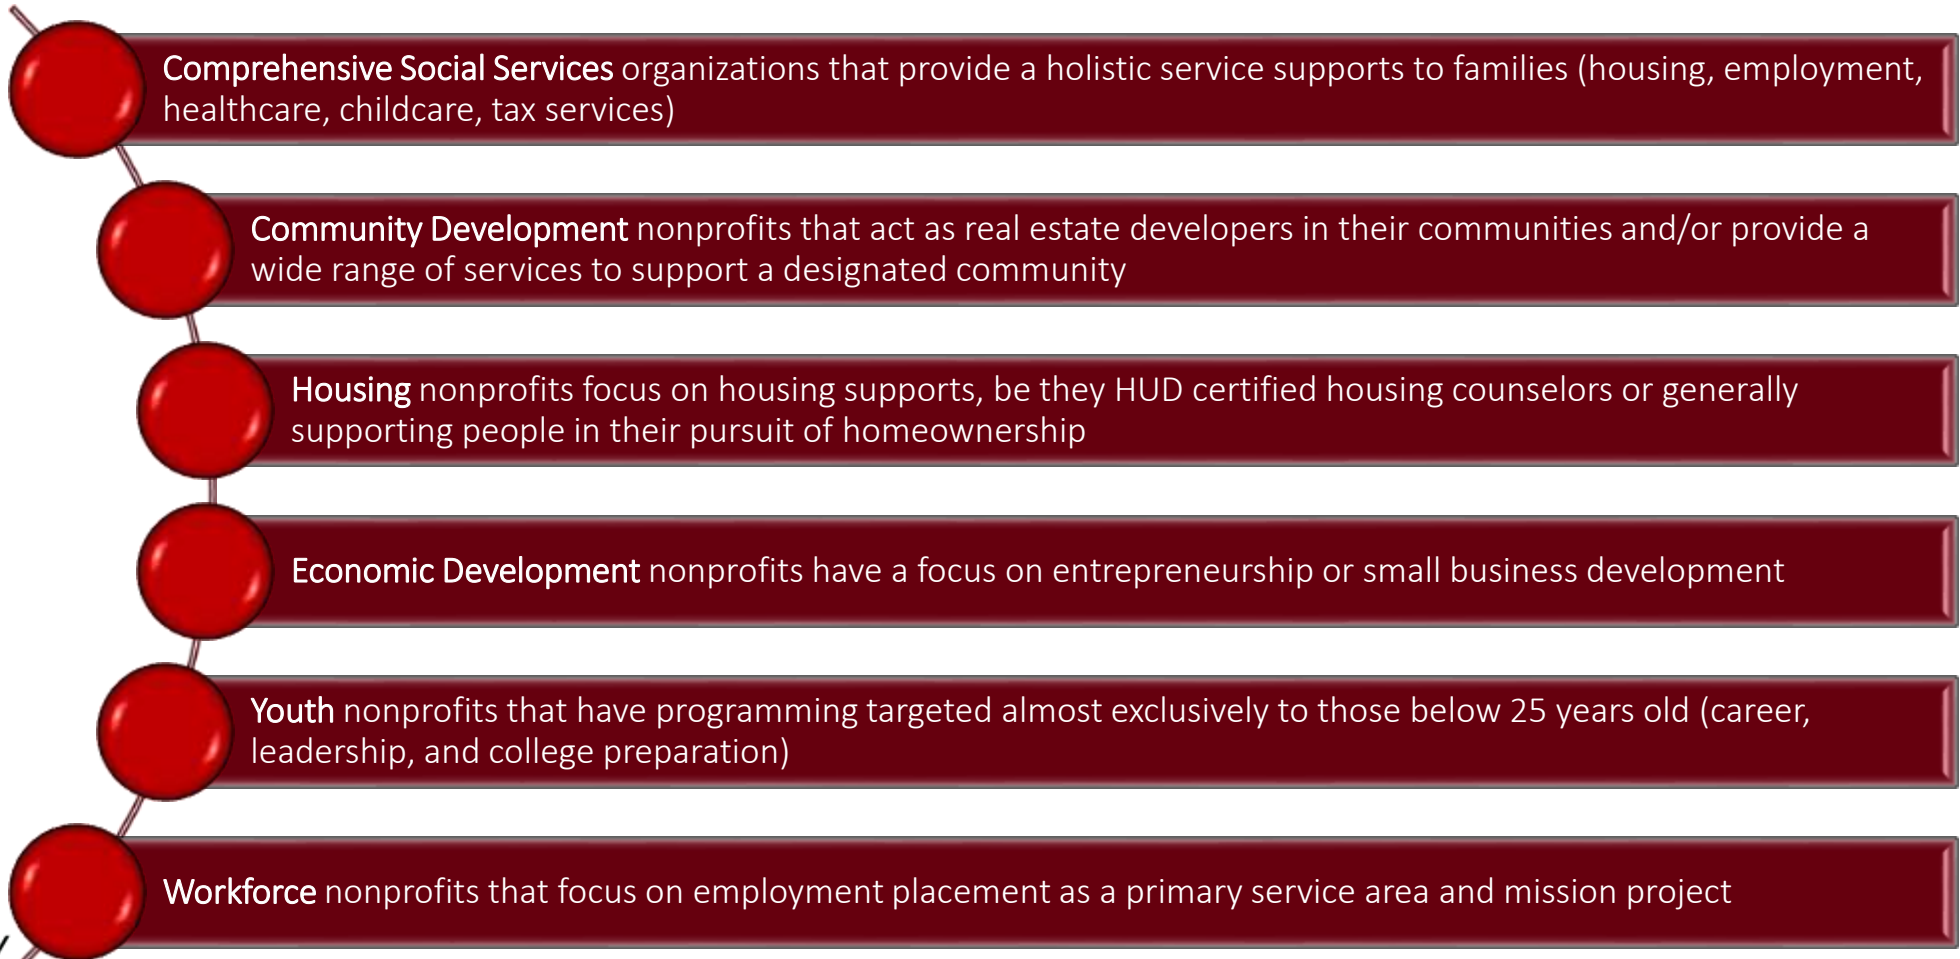 Comprehensive Social Services organizations that provide a holistic service supports to families (housing, employment,
healthcare, childcare, tax services)
Community Development nonprofits that act as real estate developers in their communities and/or provide a
wide range of services to support a designated community
Housing nonprofits focus on housing supports, be they HUD certified housing counselors or generally
supporting people in their pursuit of homeownership
Economic Development nonprofits have a focus on entrepreneurship or small business development
Youth nonprofits that have programming targeted almost exclusively to those below 25 years old (career,
leadership, and college preparation)
Workforce nonprofits that focus on employment placement as a primary service area and mission project